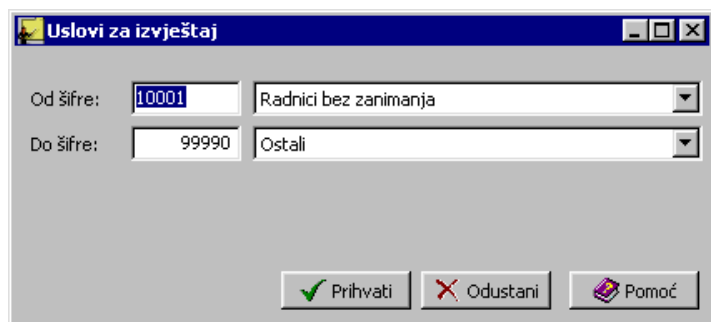 Uslovi za izvještaj
Od šifre: 10001 Radnici bez zanimanja
Do šifre: 99990 Ostali
Prihvati Odustani Pomoć